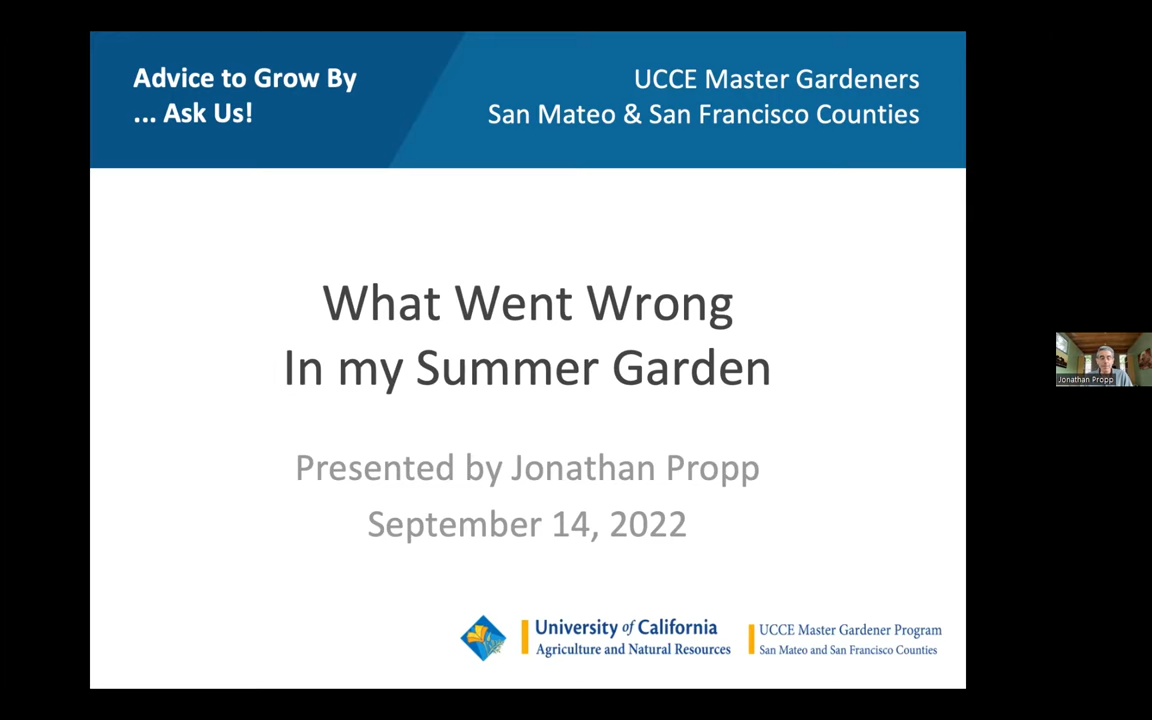 Advice to Grow By
... Ask Us!
UCCE Master Gardeners
San Mateo & San Francisco Counties
What Went Wrong
In my Summer Garden
Presented by Jonathan Propp
September 14, 2022
University of California
Agriculture and Natural Resources
UCCE Master Gardener Program
San Mateo and San Francisco Counties
Jonathan Propp